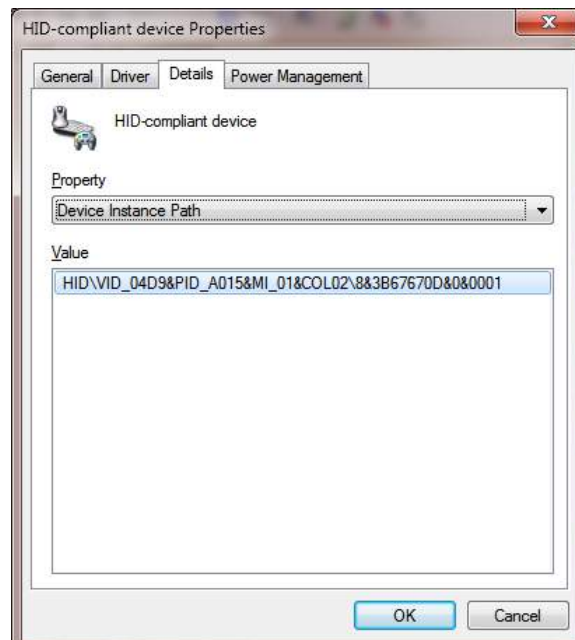 HID-compliant device Properties
General Driver Details Power Management
HID-compliant device
Property
Device Instance Path
Value
HID\VID_04D9&PID_A015&MI_01&COL02\8&3B67670D&0&0001
OK Cancel